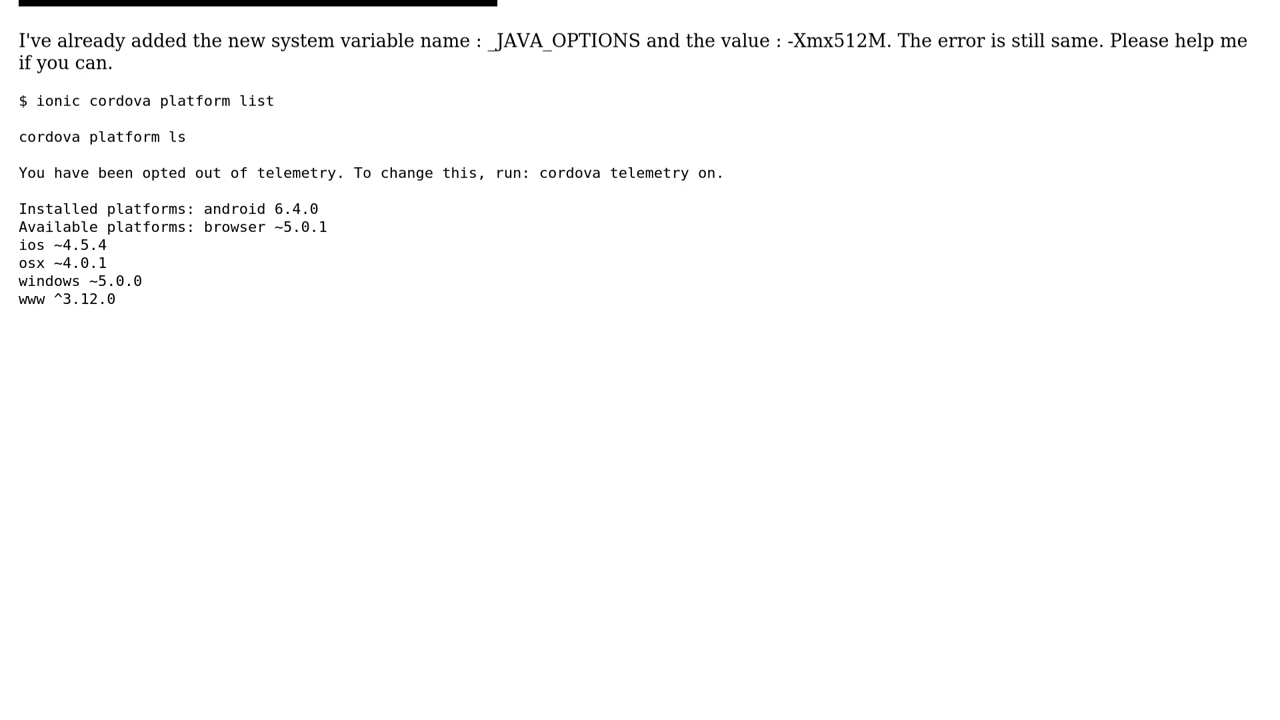 I've already added the new system variable name : _JAVA_OPTIONS and the value : -Xmx512M. The error is still same. Please help me
if you can.
$ ionic cordova platform list
cordova platform ls
You have been opted out of telemetry. To change this, run: cordova telemetry on.
Installed platforms: android 6.4.0
Available platforms: browser ~5.0.1
ios ~4.5.4
osx ~4.0.1
windows ~5.0.0
www ^3.12.0